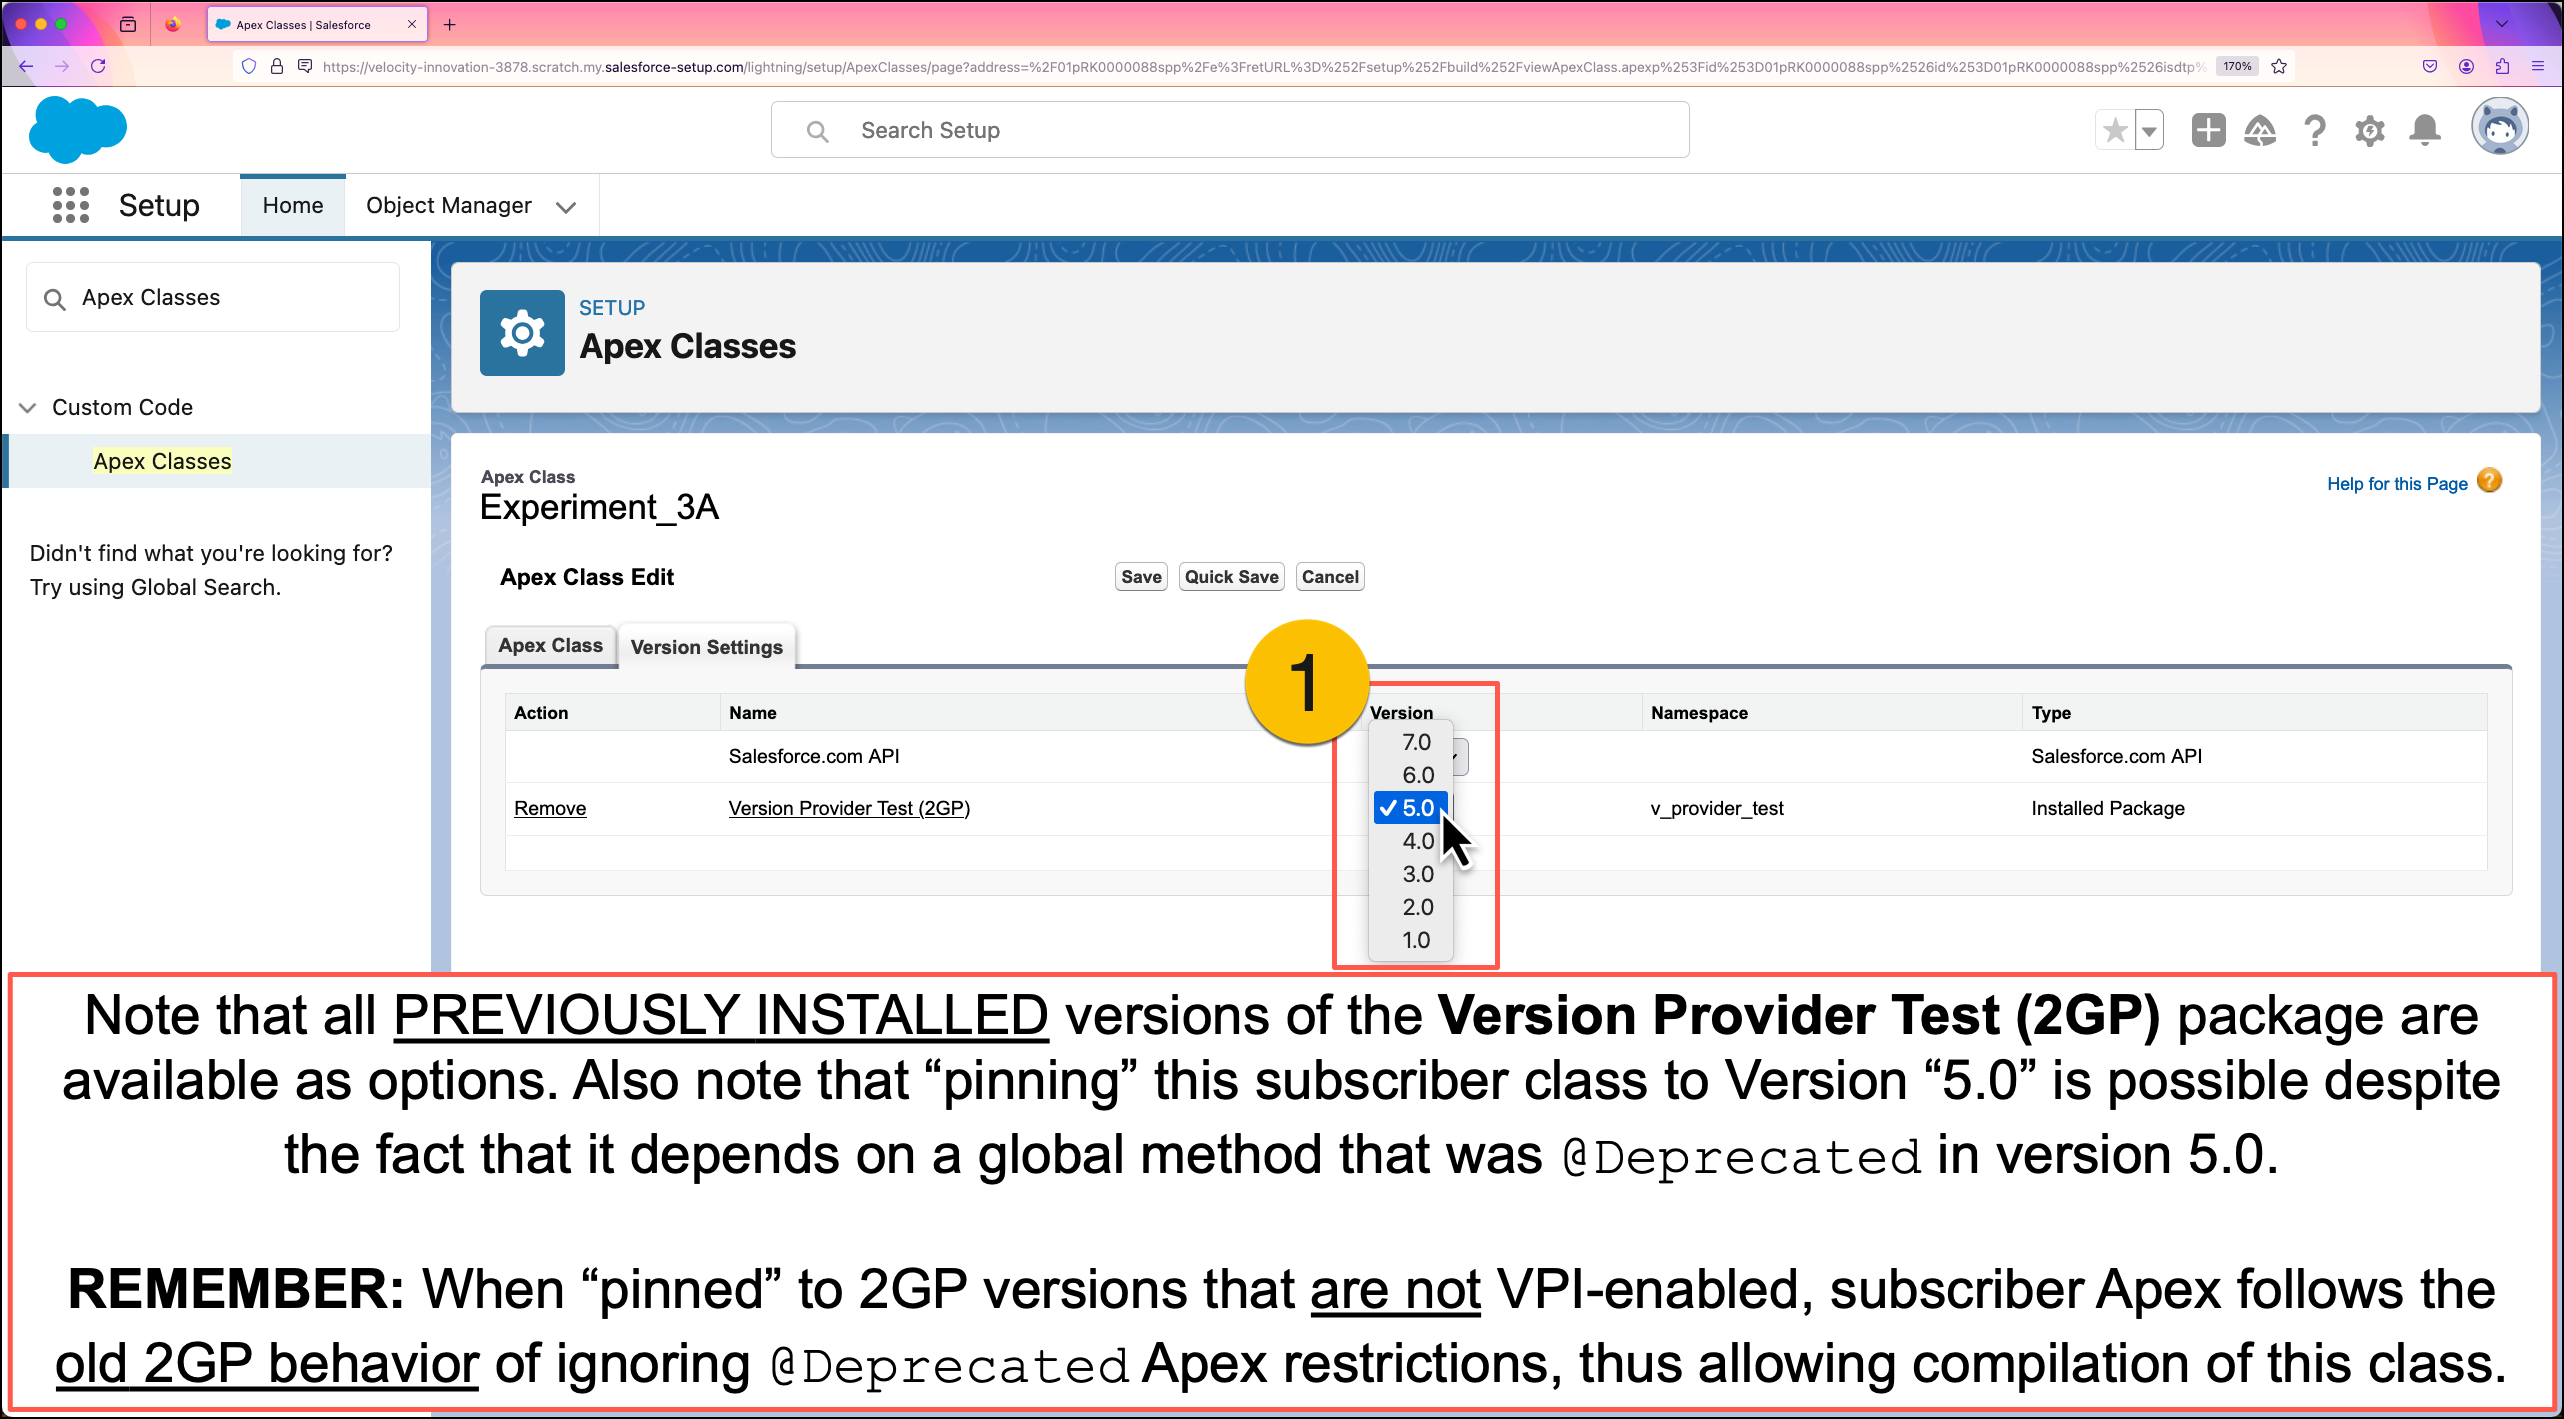 Apex Classes | Salesforce
https://velocity-innovation-3878.scratch.my.salesforce-setup.com/lightning/setup/ApexClasses/page?address=%2F01pRK0000088spp%2Fe%3FretURL%3D%252Fsetup%252Fbuild%252FviewApexClass.apexp%253Fid%253D01pRK0000088spp%2526id%253D01pRK0000088spp%2526isdtp%
170%
Search Setup
Setup
Home
Object Manager
Apex Classes
Custom Code
Apex Classes
Didn't find what you're looking for?
Try using Global Search.
SETUP
Apex Classes
Apex Class
Experiment_3A
Help for this Page
Apex Class Edit
Save
Quick Save
Cancel
Apex Class
Version Settings
1
Action Name Version Namespace Type
Salesforce.com API Salesforce.com API
Remove Version Provider Test (2GP) v_provider_test Installed Package
7.0
6.0
5.0
4.0
3.0
2.0
1.0
Note that all PREVIOUSLY INSTALLED versions of the Version Provider Test (2GP) package are
available as options. Also note that “pinning” this subscriber class to Version “5.0” is possible despite
the fact that it depends on a global method that was @Deprecated in version 5.0.
REMEMBER: When “pinned” to 2GP versions that are not VPI-enabled, subscriber Apex follows the
old 2GP behavior of ignoring @Deprecated Apex restrictions, thus allowing compilation of this class.